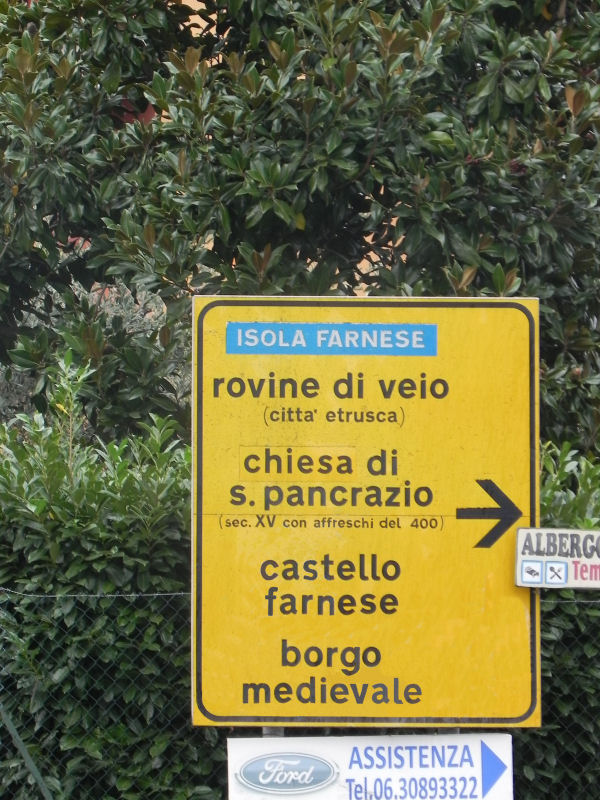 ISOLA FARNESE
rovine di veio
(citta' etrusca)
chiesa di
s. pancrazio
(sec. XV con affreschi del 400)
castello
farnese
borgo
medievale
ALBERGO
Ford
ASSISTENZA
Tel.06.30893322